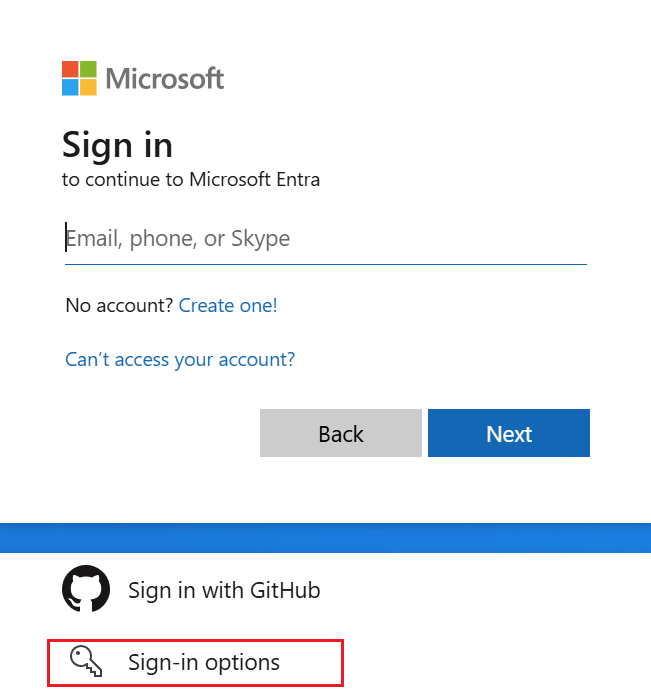 Microsoft
Sign in
to continue to Microsoft Entra
Email, phone, or Skype
No account? Create one!
Can't access your account?
Back
Next
Sign in with GitHub
Sign-in options